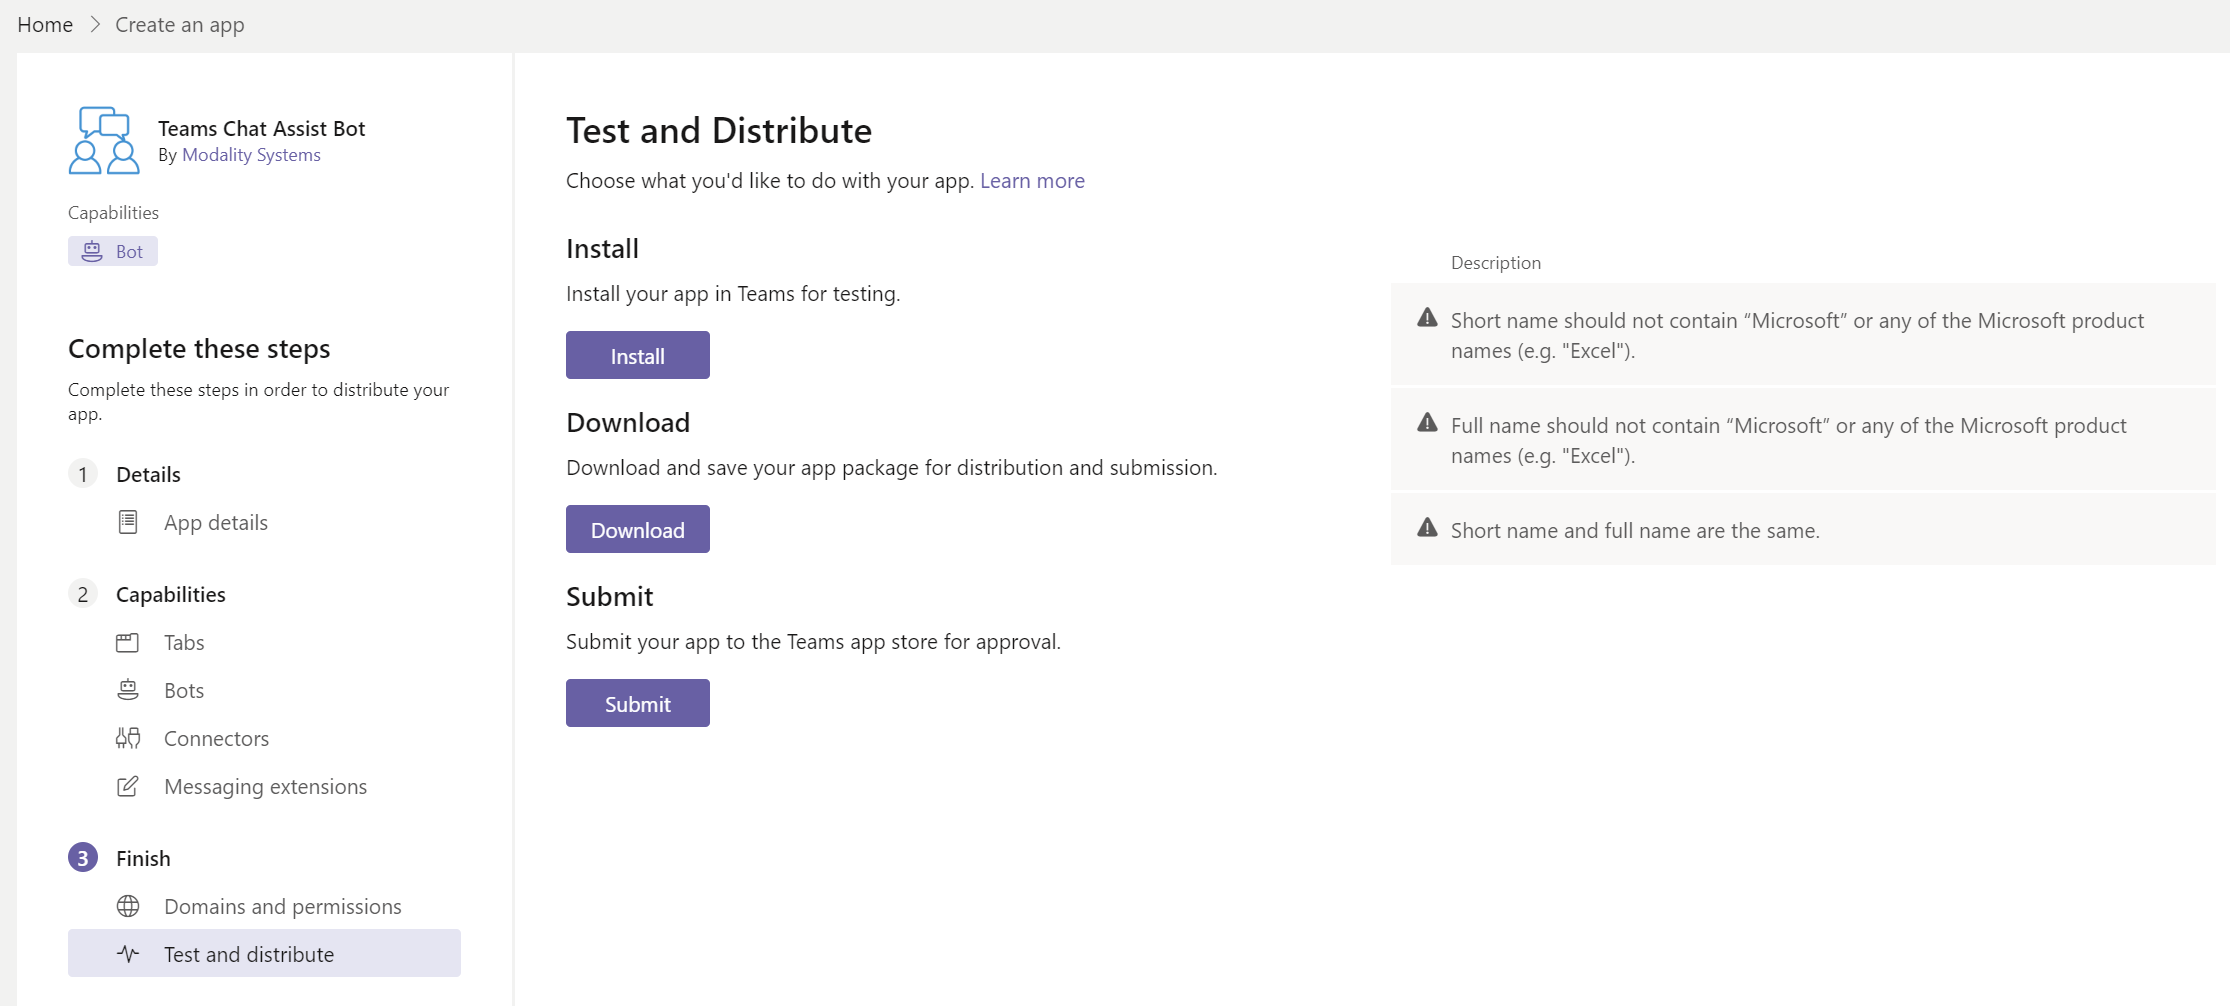 Home > Create an app
Teams Chat Assist Bot
By Modality Systems
Capabilities
Bot
Complete these steps
Complete these steps in order to distribute your
app.
1 Details
App details
2 Capabilities
Tabs
Bots
Connectors
Messaging extensions
3 Finish
Domains and permissions
Test and distribute
Test and Distribute
Choose what you'd like to do with your app. Learn more
Install
Install your app in Teams for testing.
Install
Download
Download and save your app package for distribution and submission.
Download
Submit
Submit your app to the Teams app store for approval.
Submit
Description
Short name should not contain “Microsoft” or any of the Microsoft product
names (e.g. "Excel").
Full name should not contain “Microsoft” or any of the Microsoft product
names (e.g. "Excel").
Short name and full name are the same.